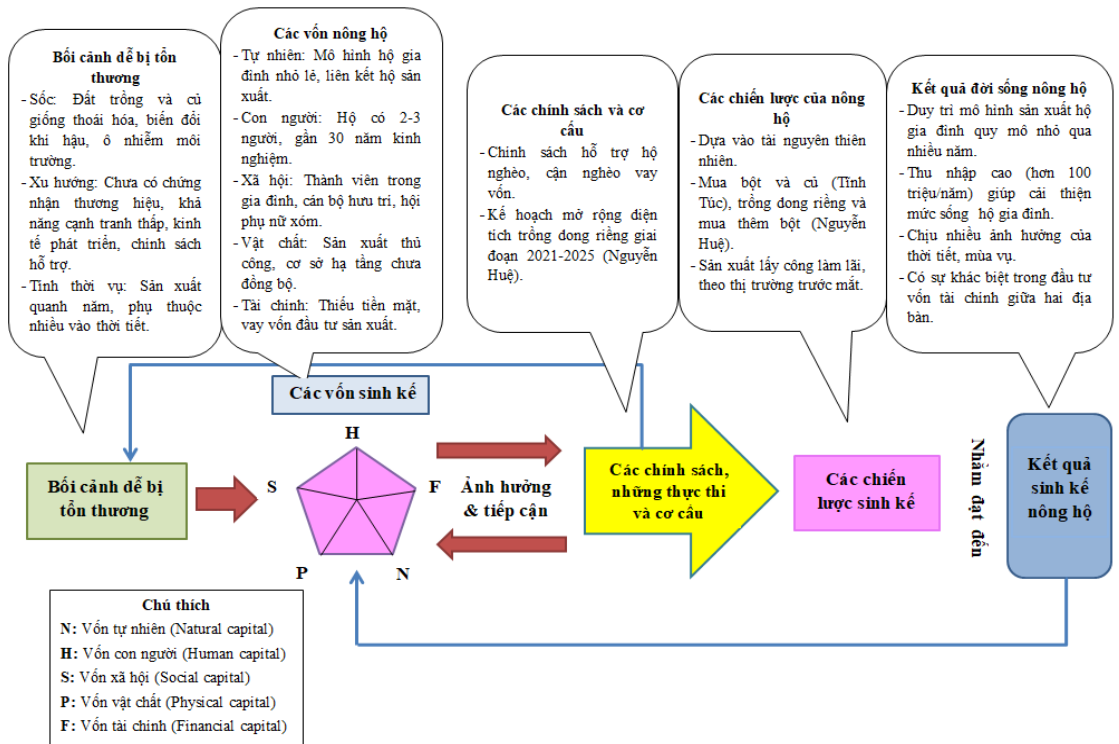 Bối cảnh dễ bị tổn
thương
- Sốc: Đất trồng và củ
giống thoái hóa, biến đổi
khí hậu, ô nhiễm môi
trường.
- Xu hướng: Chưa có chứng
nhận thương hiệu, khả
năng cạnh tranh thấp, kinh
tế phát triển, chính sách
hỗ trợ.
- Tính thời vụ: Sản xuất
quanh năm, phụ thuộc
nhiều vào thời tiết.
Các vốn nông hộ
- Tự nhiên: Mô hình hộ gia
đình nhỏ lẻ, liên kết hộ sản
xuất.
- Con người: Hộ có 2-3
người, gần 30 năm kinh
nghiệm.
- Xã hội: Thành viên trong
gia đình, cán bộ hưu trí, hội
phụ nữ xóm.
- Vật chất: Sản xuất thủ
công, cơ sở hạ tầng chưa
đồng bộ.
- Tài chính: Thiếu tiền mặt,
vay vốn đầu tư sản xuất.
Các chính sách và cơ
cấu
- Chính sách hỗ trợ hộ
nghèo, cận nghèo vay
vốn.
- Kế hoạch mở rộng diện
tích trồng dong riềng giai
đoạn 2021-2025 (Nguyễn
Huệ).
Các chiến lược của nông
hộ
- Dựa vào tài nguyên thiên
nhiên.
- Mua bột và củ (Tĩnh
Túc), trồng dong riềng và
mua thêm bột (Nguyễn
Huệ).
- Sản xuất lấy công làm lãi,
theo thị trường trước mắt.
Kết quả đời sống nông hộ
- Duy trì mô hình sản xuất hộ
gia đình quy mô nhỏ qua
nhiều năm.
- Thu nhập cao (hơn 100
triệu/năm) giúp cải thiện
mức sống hộ gia đình.
- Chịu nhiều ảnh hưởng của
thời tiết, mùa vụ.
- Có sự khác biệt trong đầu tư
vốn tài chính giữa hai địa
bàn.
Các vốn sinh kế
Bối cảnh dễ bị
tổn thương
H
S
F
P
N
Ảnh hưởng
& tiếp cận
Các chính sách,
những thực thi
và cơ câu
Các chiến
lược sinh kế
Nhằm đạt đến
Kết quả
sinh kế
nông hộ
Chú thích
N: Vốn tự nhiên (Natural capital)
H: Vốn con người (Human capital)
S: Vốn xã hội (Social capital)
P: Vốn vật chất (Physical capital)
F: Vốn tài chính (Financial capital)